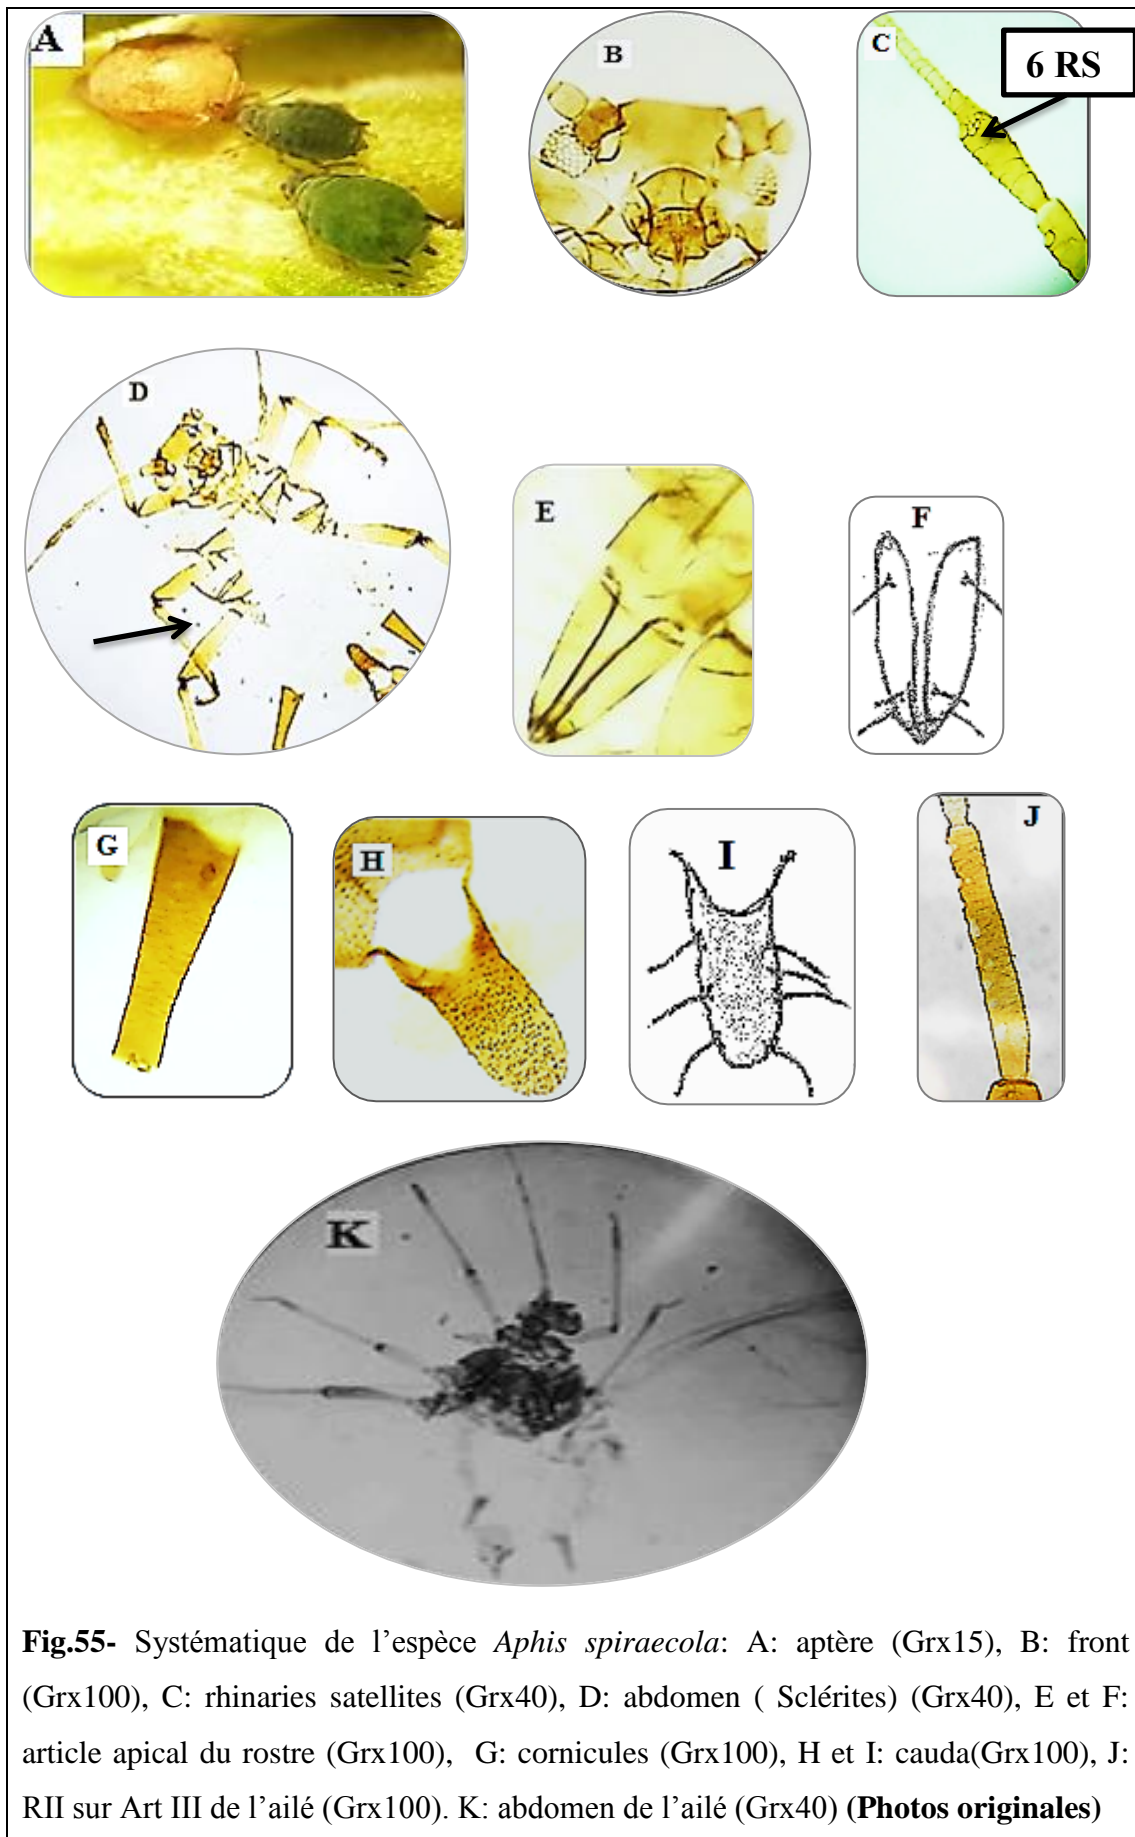 A
B
C
6 RS
D
E
F
G
H
I
J
K
Fig.55- Systématique de l’espèce Aphis spiraecola: A: aptère (Grx15), B: front
(Grx100), C: rhinaries satellites (Grx40), D: abdomen ( Sclérites) (Grx40), E et F:
article apical du rostre (Grx100), G: cornicules (Grx100), H et I: cauda(Grx100), J:
RII sur Art III de l’ailé (Grx100). K: abdomen de l’ailé (Grx40) (Photos originales)